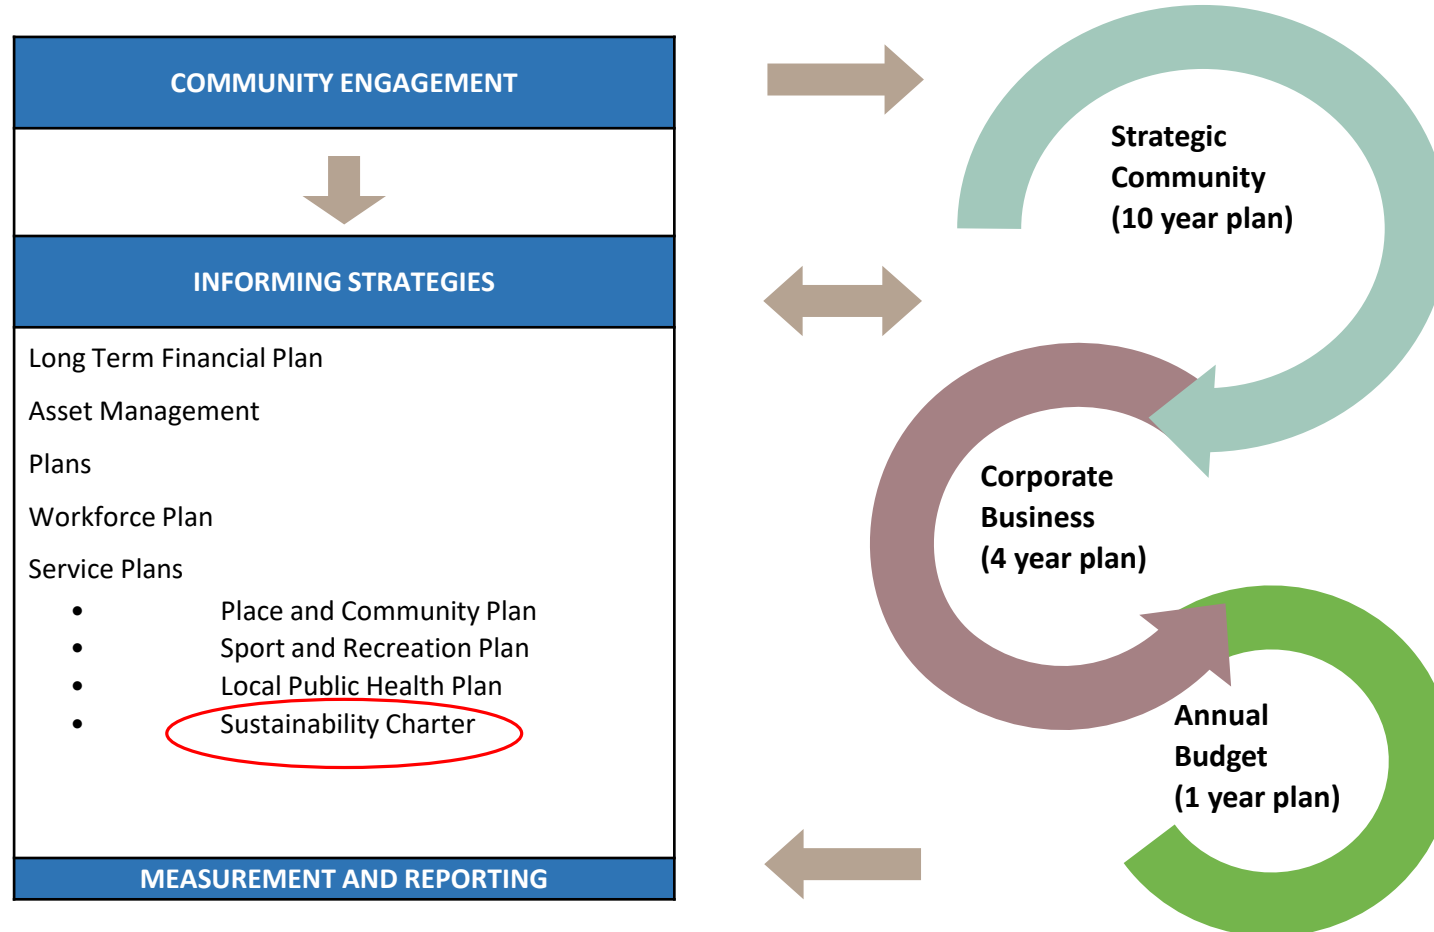 COMMUNITY ENGAGEMENT
INFORMING STRATEGIES
Long Term Financial Plan
Asset Management
Plans
Workforce Plan
Service Plans
• Place and Community Plan
• Sport and Recreation Plan
• Local Public Health Plan
• Sustainability Charter
MEASUREMENT AND REPORTING
Strategic
Community
(10 year plan)
Corporate
Business
(4 year plan)
Annual
Budget
(1 year plan)